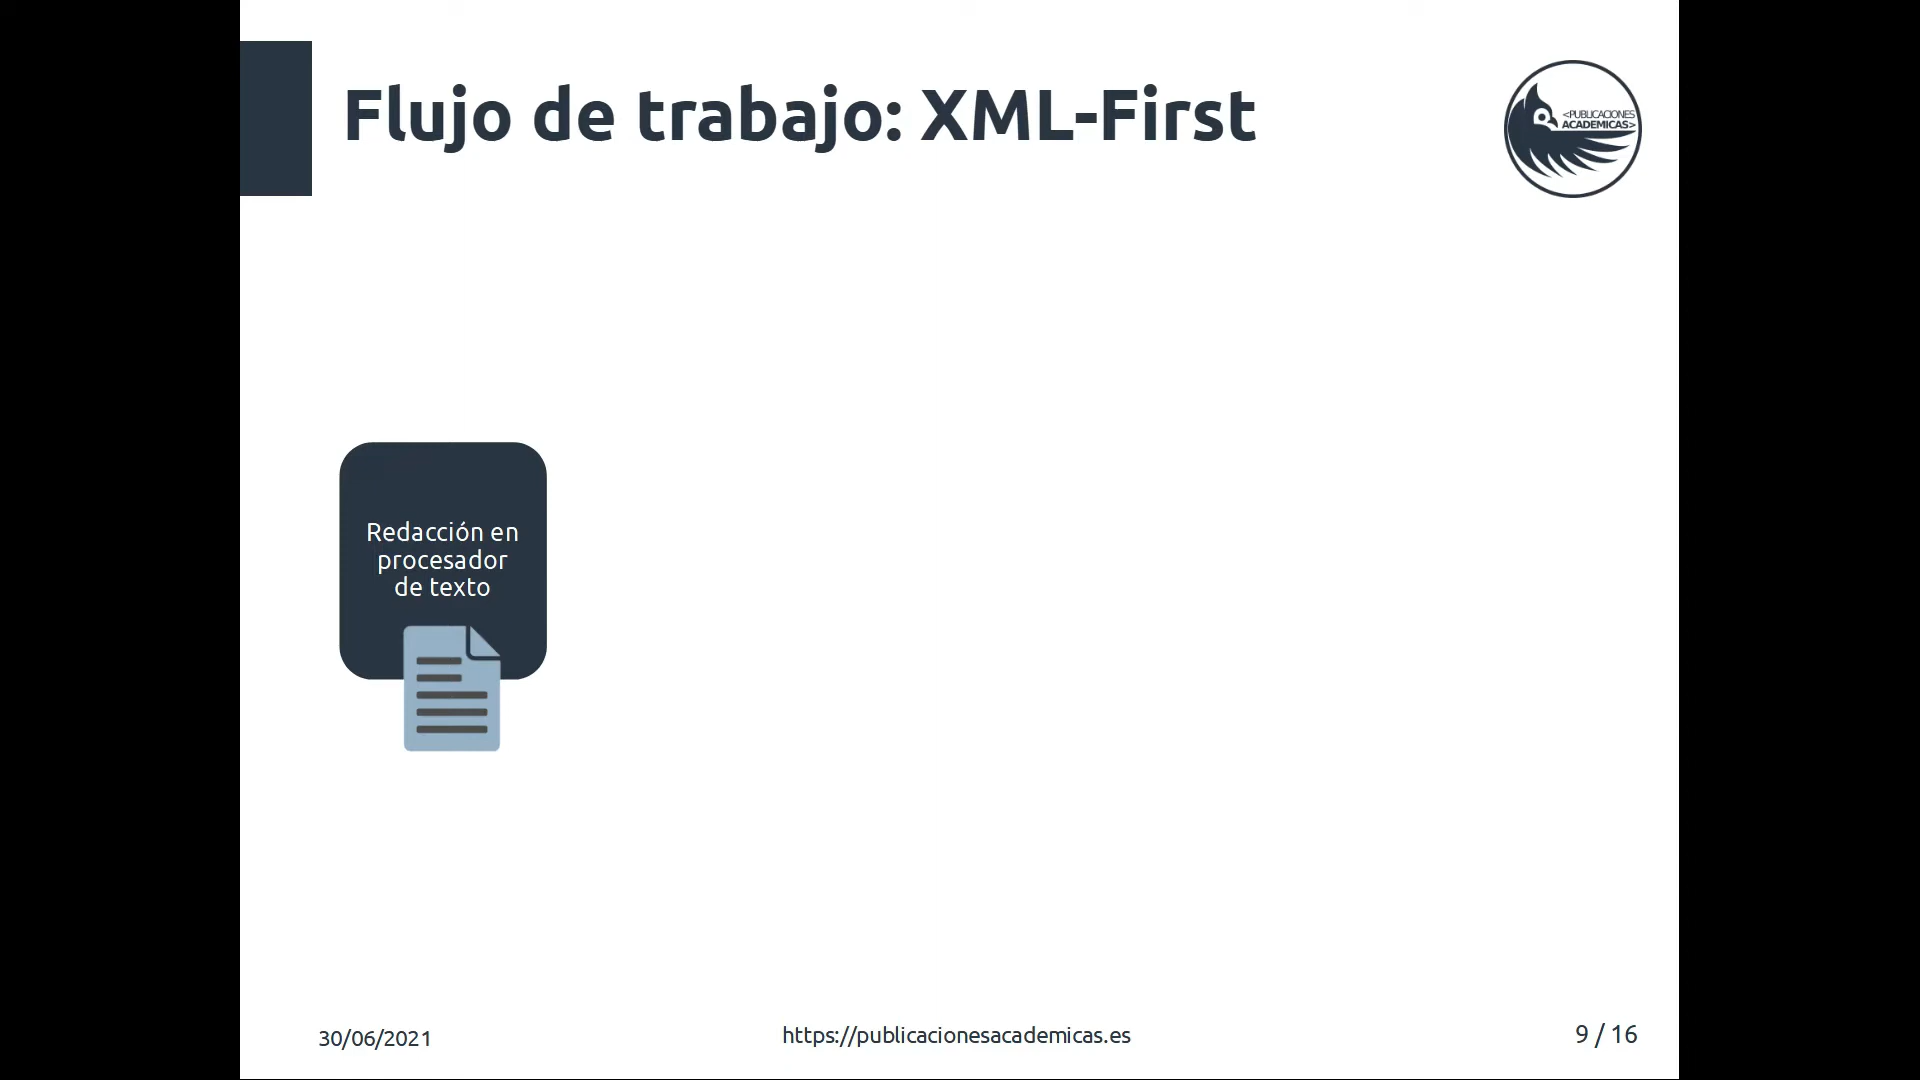 Flujo de trabajo: XML-First
<PUBLICACIONES
ACADEMICAS>
Redacción en
procesador
de texto
30/06/2021
https://publicacionesacademicas.es
9 / 16